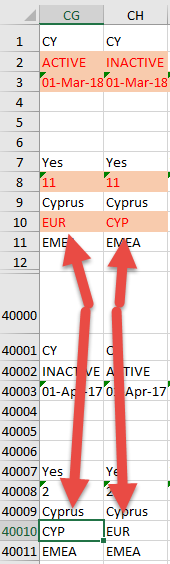 CG CH
1 CY CY
2 ACTIVE INACTIVE
3 01-Mar-18 01-Mar-18
4
5
6
7 Yes Yes
8 11 11
9 Cyprus Cyprus
10 EUR CYP
11 EMEA EMEA
12
40000
40001 CY
40002 INACTIVE ACTIVE
40003 01-Apr-17 01-Apr-17
40004
40005
40006
40007 Yes Yes
40008 2 2
40009 Cyprus Cyprus
40010 CYP EUR
40011 EMEA EMEA